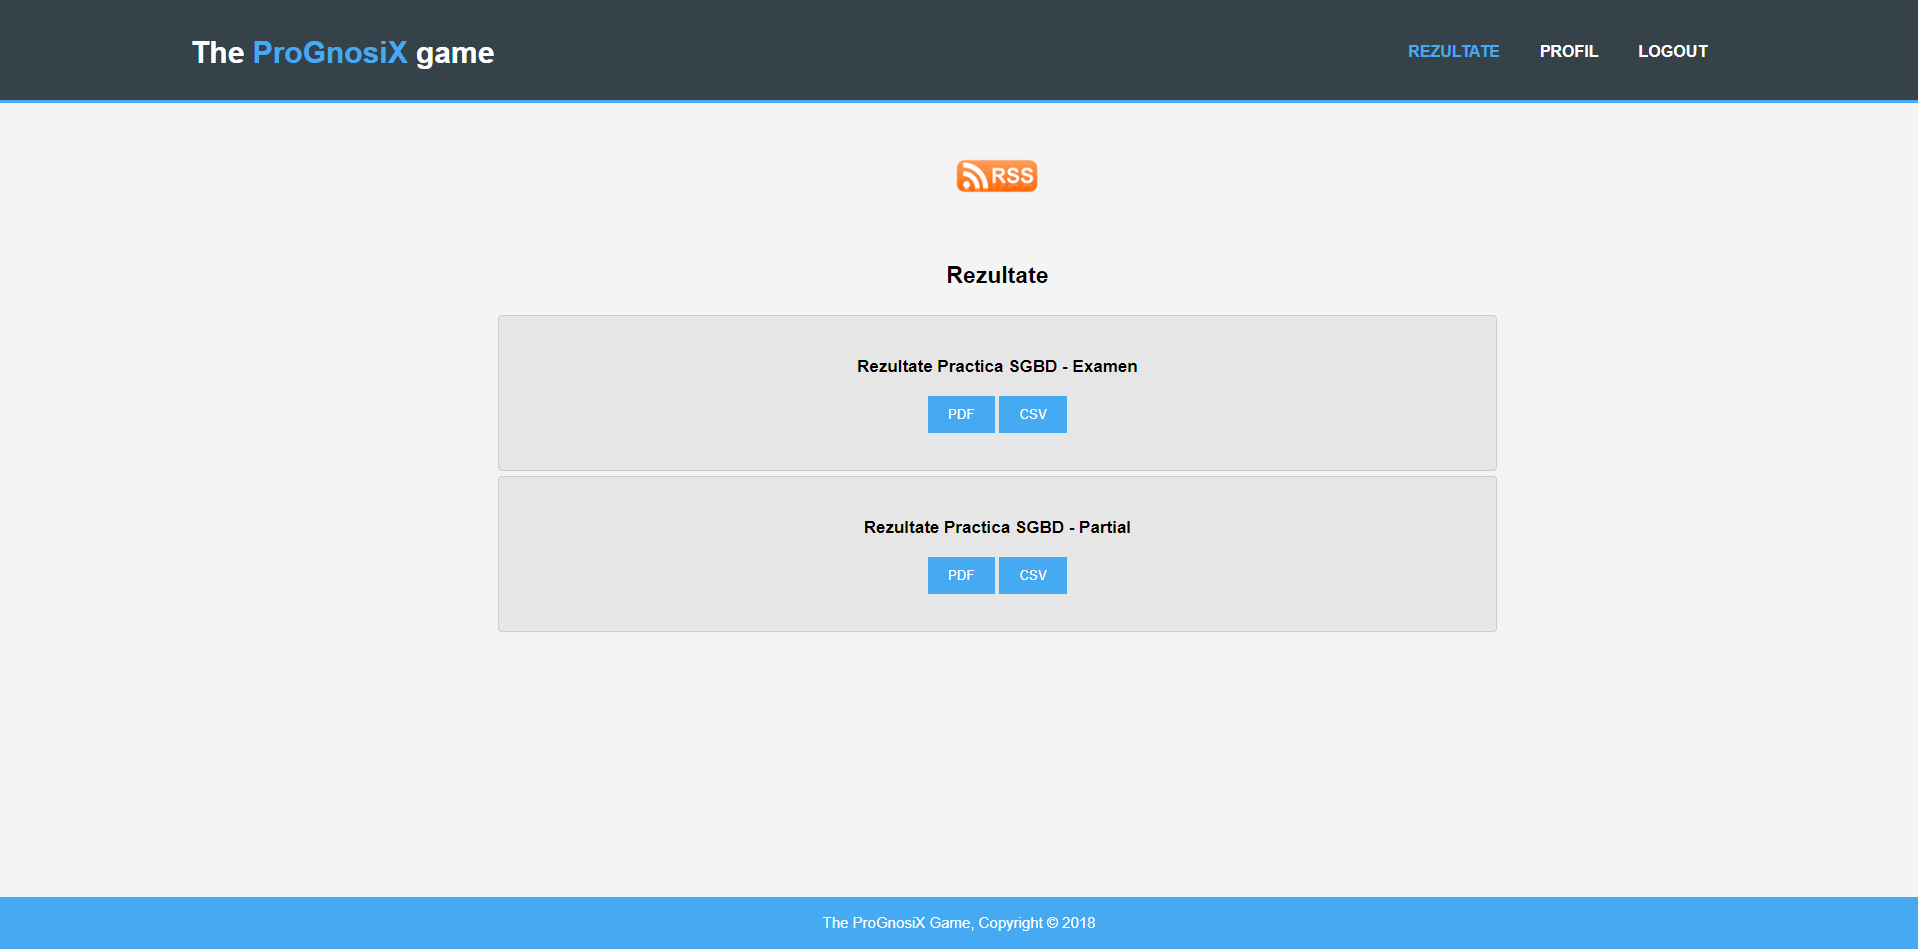 The ProGnosiX game
REZULTATE PROFIL LOGOUT
RSS
Rezultate
Rezultate Practica SGBD - Examen
PDF CSV
Rezultate Practica SGBD - Partial
PDF CSV
The ProGnosiX Game, Copyright © 2018